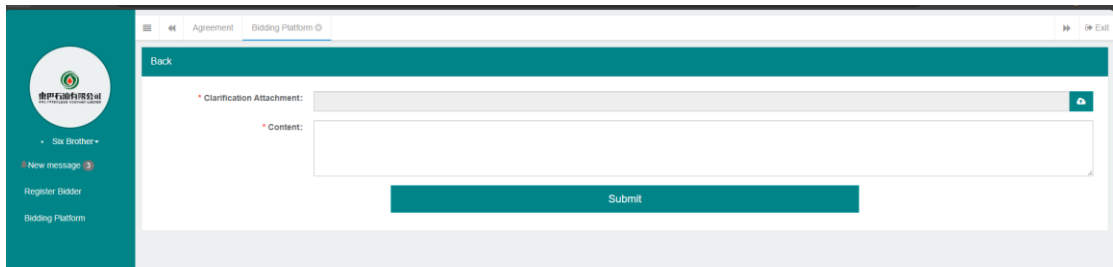 Agreement
Bidding Platform
Exit
Back
* Clarification Attachment:
* Content:
Submit
Six Brother
New message 3
Register Bidder
Bidding Platform